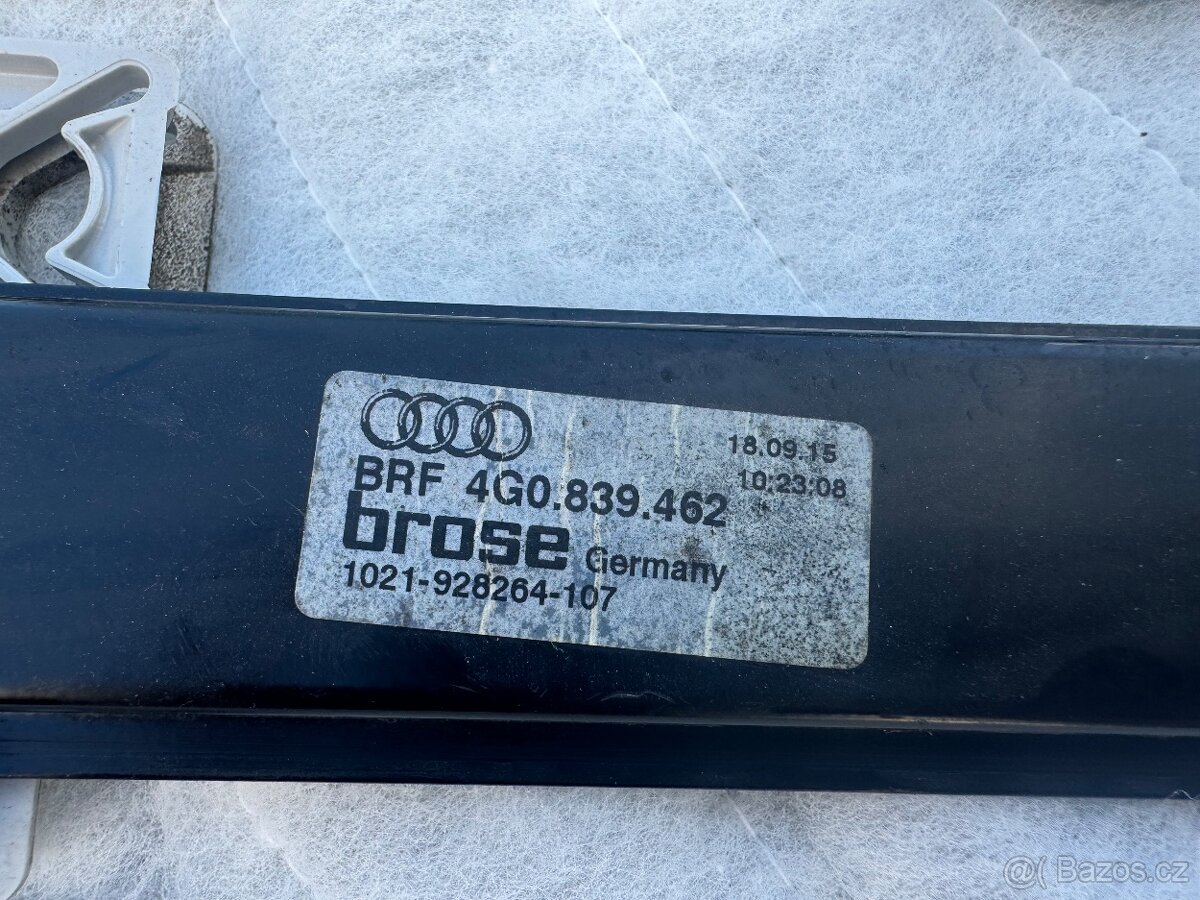 18.09.15
10:23:08
BRF 4G0.839.462
brose Germany
1021-928264-107
@( Bazos.cz